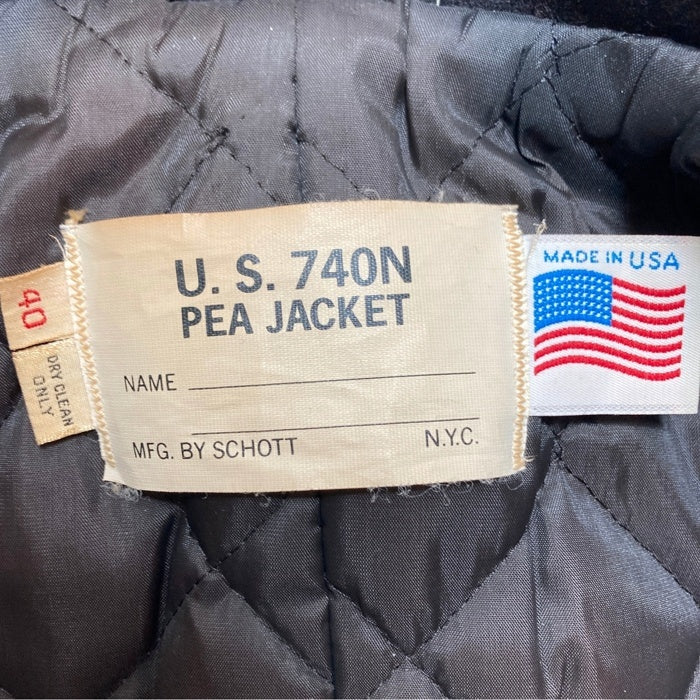 U. S. 740N
PEA JACKET
NAME
MFG. BY SCHOTT N.Y.C.
40
DRY CLEAN
ONLY
MADE IN USA